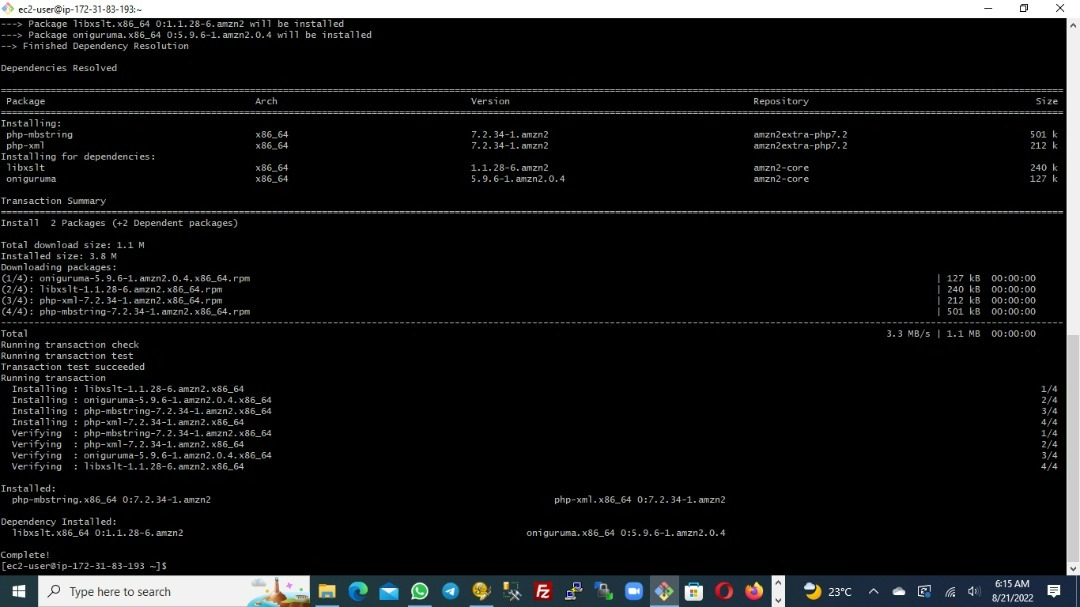 ec2-user@ip-172-31-83-193:~
---> Package libxslt.x86_64 0:1.1.28-6.amzn2 will be installed
---> Package oniguruma.x86_64 0:5.9.6-1.amzn2.0.4 will be installed
--> Finished Dependency Resolution
Dependencies Resolved
Package Arch Version Repository Size
Installing:
php-mbstring x86_64 7.2.34-1.amzn2 amzn2extra-php7.2 501 k
php-xml x86_64 7.2.34-1.amzn2 amzn2extra-php7.2 212 k
Installing for dependencies:
libxslt x86_64 1.1.28-6.amzn2 amzn2-core 240 k
oniguruma x86_64 5.9.6-1.amzn2.0.4 amzn2-core 127 k
Transaction Summary
Install 2 Packages (+2 Dependent packages)
Total download size: 1.1 M
Installed size: 3.8 M
Downloading packages:
(1/4): oniguruma-5.9.6-1.amzn2.0.4.x86_64.rpm | 127 kB 00:00:00
(2/4): libxslt-1.1.28-6.amzn2.x86_64.rpm | 240 kB 00:00:00
(3/4): php-xml-7.2.34-1.amzn2.x86_64.rpm | 212 kB 00:00:00
(4/4): php-mbstring-7.2.34-1.amzn2.x86_64.rpm | 501 kB 00:00:00
Total 3.3 MB/s | 1.1 MB 00:00:00
Running transaction check
Running transaction test
Transaction test succeeded
Running transaction
Installing : libxslt-1.1.28-6.amzn2.x86_64 1/4
Installing : oniguruma-5.9.6-1.amzn2.0.4.x86_64 2/4
Installing : php-mbstring-7.2.34-1.amzn2.x86_64 3/4
Installing : php-xml-7.2.34-1.amzn2.x86_64 4/4
Verifying : php-mbstring-7.2.34-1.amzn2.x86_64 1/4
Verifying : php-xml-7.2.34-1.amzn2.x86_64 2/4
Verifying : oniguruma-5.9.6-1.amzn2.0.4.x86_64 3/4
Verifying : libxslt-1.1.28-6.amzn2.x86_64 4/4
Installed:
php-mbstring.x86_64 0:7.2.34-1.amzn2 php-xml.x86_64 0:7.2.34-1.amzn2
Dependency Installed:
libxslt.x86_64 0:1.1.28-6.amzn2 oniguruma.x86_64 0:5.9.6-1.amzn2.0.4
Complete!
[ec2-user@ip-172-31-83-193 ~]$
Type here to search
23°C
6:15 AM
8/21/2022